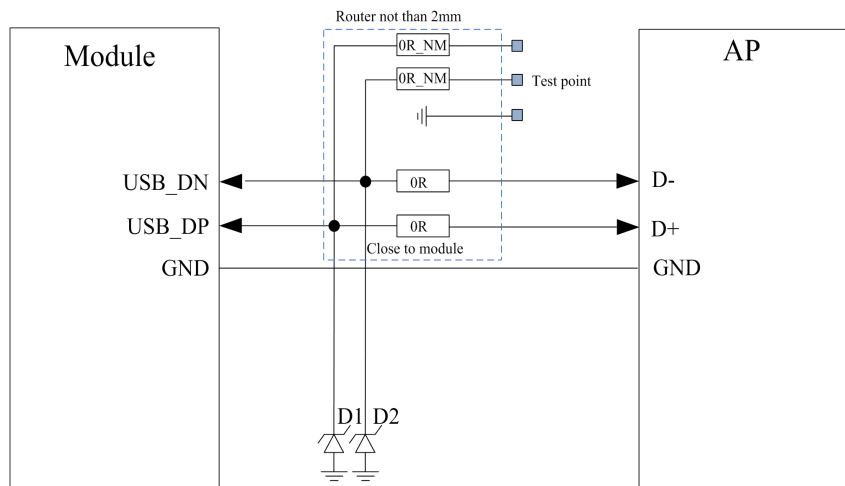 Router not than 2mm
Module
AP
0R_NM
0R_NM
Test point
USB_DN
0R
D-
USB_DP
0R
D+
Close to module
GND
GND
D1
D2